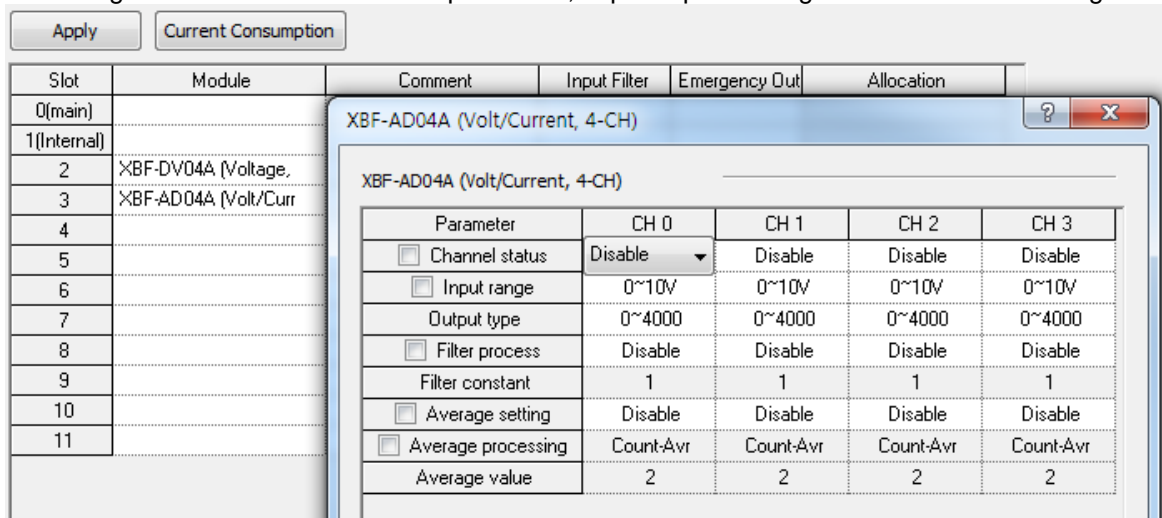 Apply Current Consumption
Slot Module Comment Input Filter Emergency Out Allocation
0(main)
1(Internal)
2 XBF-DV04A (Voltage,
3 XBF-AD04A (Volt/Curr
4
5
6
7
8
9
10
11
XBF-AD04A (Volt/Current, 4-CH)
XBF-AD04A (Volt/Current, 4-CH)
Parameter CH 0 CH 1 CH 2 CH 3
Channel status Disable Disable Disable Disable
Input range 0~10V 0~10V 0~10V 0~10V
Output type 0~4000 0~4000 0~4000 0~4000
Filter process Disable Disable Disable Disable
Filter constant 1 1 1 1
Average setting Disable Disable Disable Disable
Average processing Count-Avr Count-Avr Count-Avr Count-Avr
Average value 2 2 2 2